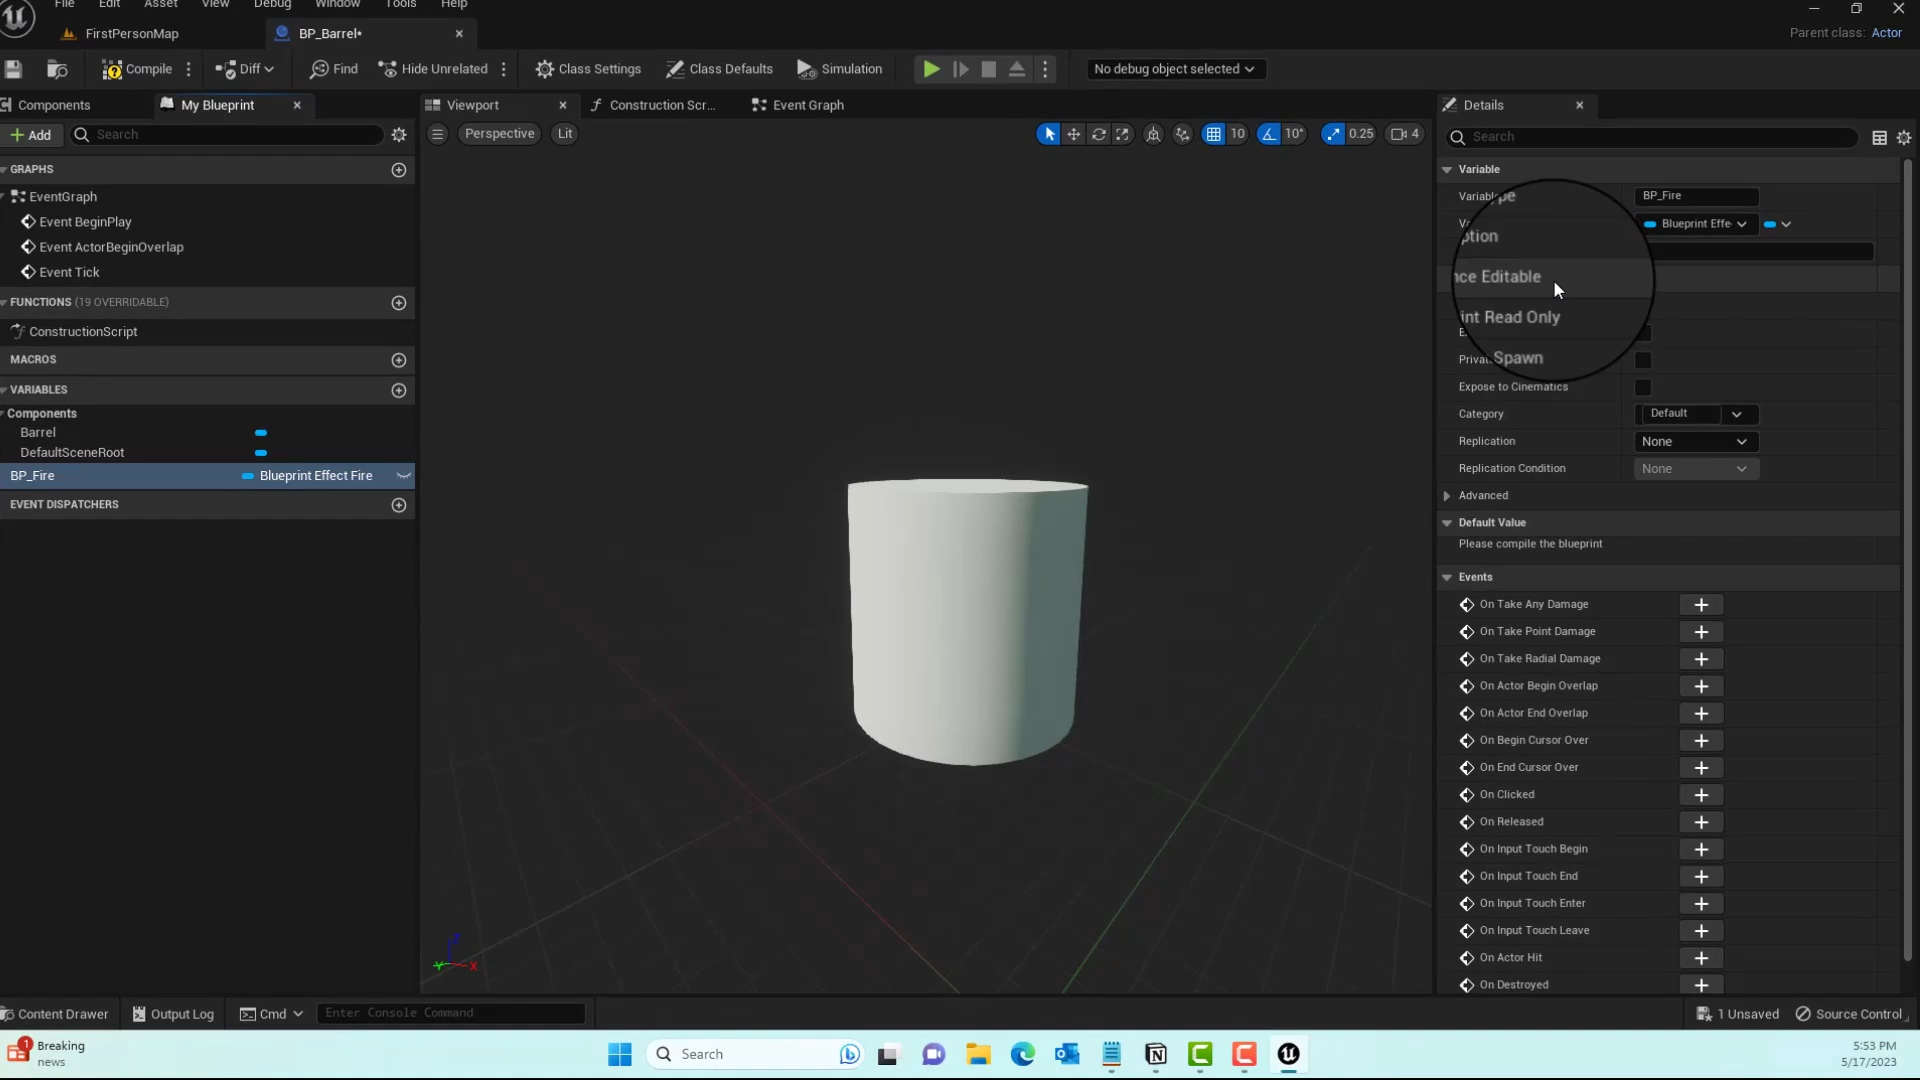 File Edit Asset View Debug Window Tools Help
FirstPersonMap BP_Barrel*
Parent class: Actor
Compile Diff Find Hide Unrelated Class Settings Class Defaults Simulation No debug object selected
Components My Blueprint Viewport Construction Scr... Event Graph Details
Add Search Perspective Lit 10 10° 0.25 4 Search
GRAPHS
EventGraph
Event BeginPlay
Event ActorBeginOverlap
Event Tick
FUNCTIONS (19 OVERRIDABLE)
ConstructionScript
MACROS
VARIABLES
Components
Barrel
DefaultSceneRoot
BP_Fire Blueprint Effect Fire
EVENT DISPATCHERS
Variable
BP_Fire
Blueprint Effe
Editable
Read Only
Spawn
Expose to Cinematics
Category Default
Replication None
Replication Condition None
Advanced
Default Value
Please compile the blueprint
Events
On Take Any Damage
On Take Point Damage
On Take Radial Damage
On Actor Begin Overlap
On Actor End Overlap
On Begin Cursor Over
On End Cursor Over
On Clicked
On Released
On Input Touch Begin
On Input Touch End
On Input Touch Enter
On Input Touch Leave
On Actor Hit
On Destroyed
Y X
Content Drawer Output Log Cmd Enter Console Command 1 Unsaved Source Control
1 Breaking news
Search
5:53 PM
5/17/2023